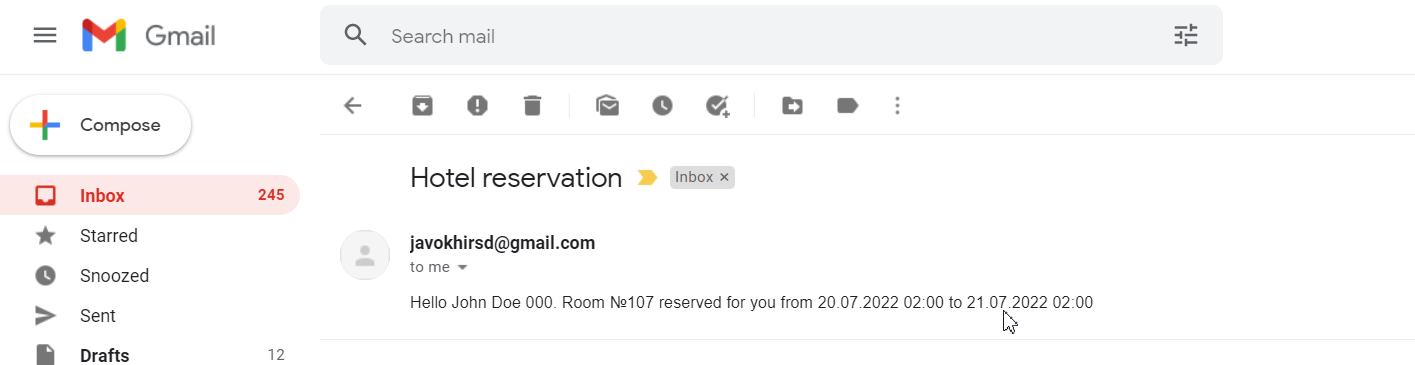 Gmail
Search mail
Compose
Hotel reservation Inbox ×
Inbox 245
javokhirsd@gmail.com
Starred
to me
Snoozed
Hello John Doe 000. Room №107 reserved for you from 20.07.2022 02:00 to 21.07.2022 02:00
Sent
Drafts 12